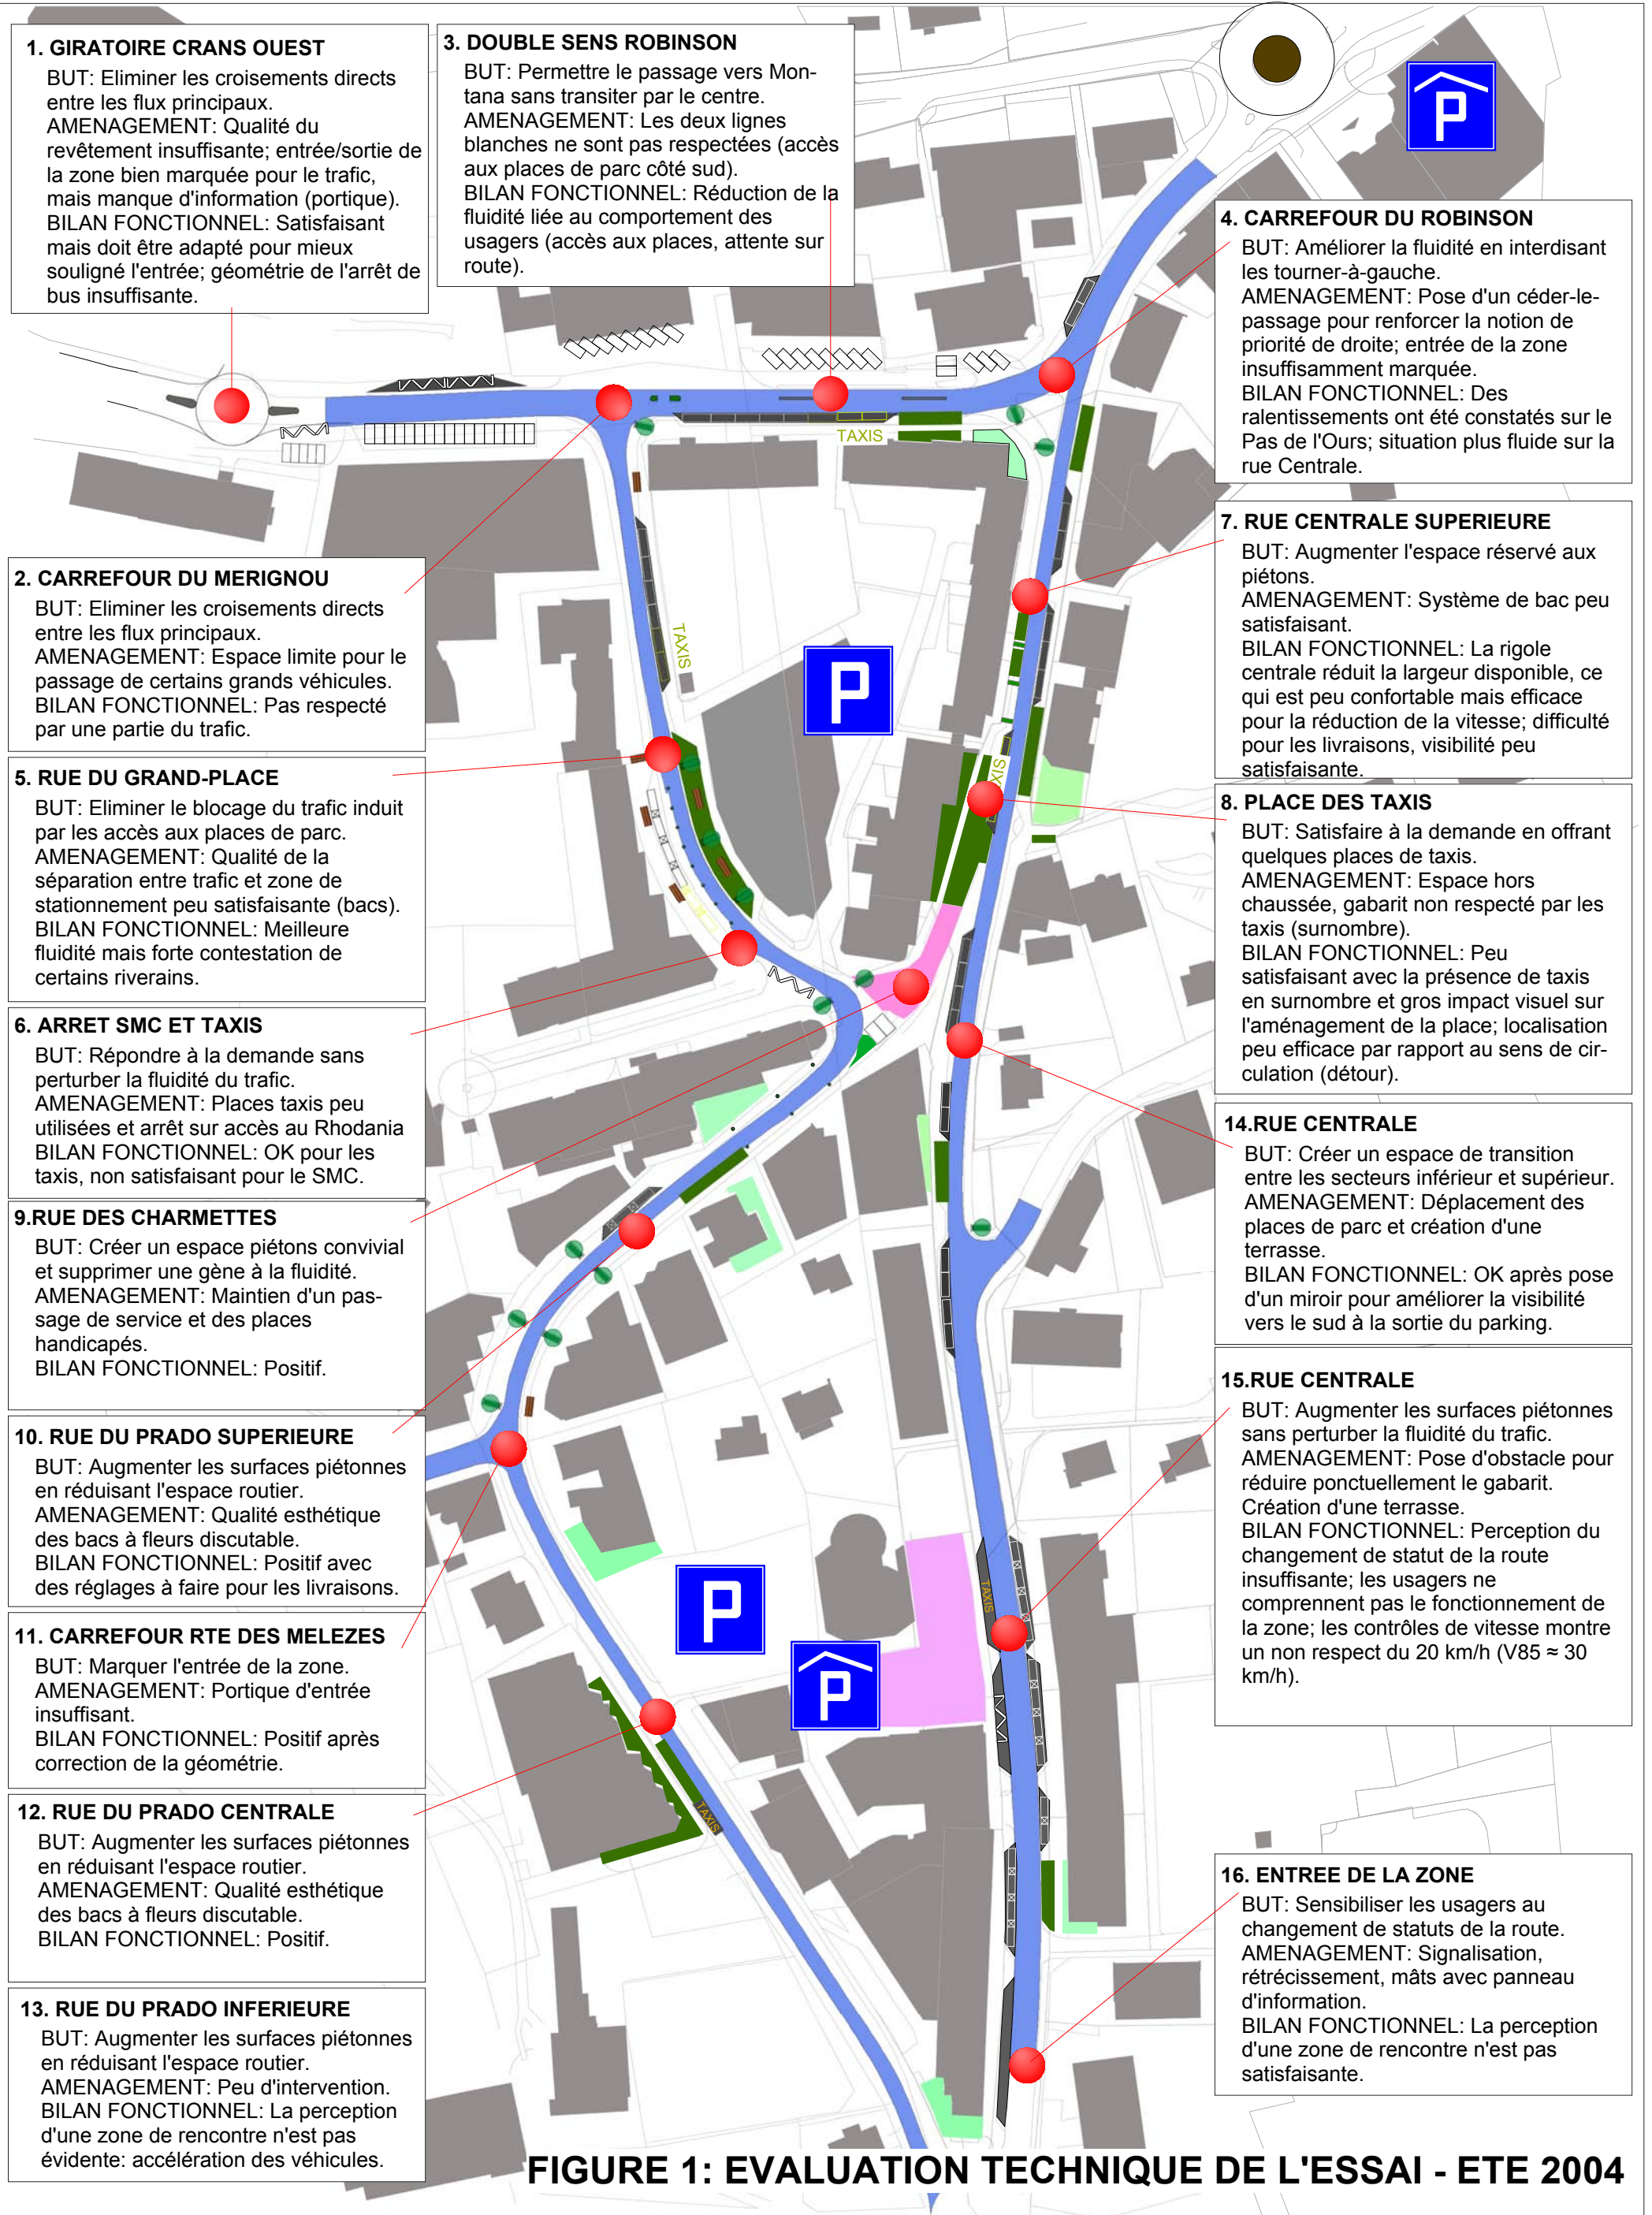 1. GIRATOIRE CRANS OUEST
BUT: Eliminer les croisements directs
entre les flux principaux.
AMENAGEMENT: Qualité du
revêtement insuffisante; entrée/sortie de
la zone bien marquée pour le trafic,
mais manque d'information (portique).
BILAN FONCTIONNEL: Satisfaisant
mais doit être adapté pour mieux
souligné l'entrée; géométrie de l'arrêt de
bus insuffisante.
3. DOUBLE SENS ROBINSON
BUT: Permettre le passage vers Mon-
tana sans transiter par le centre.
AMENAGEMENT: Les deux lignes
blanches ne sont pas respectées (accès
aux places de parc côté sud).
BILAN FONCTIONNEL: Réduction de la
fluidité liée au comportement des
usagers (accès aux places, attente sur
route).
P
4. CARREFOUR DU ROBINSON
BUT: Améliorer la fluidité en interdisant
les tourner-à-gauche.
AMENAGEMENT: Pose d'un céder-le-
passage pour renforcer la notion de
priorité de droite; entrée de la zone
insuffisamment marquée.
BILAN FONCTIONNEL: Des
ralentissements ont été constatés sur le
Pas de l'Ours; situation plus fluide sur la
rue Centrale.
TAXIS
2. CARREFOUR DU MERIGNOU
BUT: Eliminer les croisements directs
entre les flux principaux.
AMENAGEMENT: Espace limite pour le
passage de certains grands véhicules.
BILAN FONCTIONNEL: Pas respecté
par une partie du trafic.
TAXIS
P
7. RUE CENTRALE SUPERIEURE
BUT: Augmenter l'espace réservé aux
piétons.
AMENAGEMENT: Système de bac peu
satisfaisant.
BILAN FONCTIONNEL: La rigole
centrale réduit la largeur disponible, ce
qui est peu confortable mais efficace
pour la réduction de la vitesse; difficulté
pour les livraisons, visibilité peu
satisfaisante.
5. RUE DU GRAND-PLACE
BUT: Eliminer le blocage du trafic induit
par les accès aux places de parc.
AMENAGEMENT: Qualité de la
séparation entre trafic et zone de
stationnement peu satisfaisante (bacs).
BILAN FONCTIONNEL: Meilleure
fluidité mais forte contestation de
certains riverains.
XIS
8. PLACE DES TAXIS
BUT: Satisfaire à la demande en offrant
quelques places de taxis.
AMENAGEMENT: Espace hors
chaussée, gabarit non respecté par les
taxis (surnombre).
BILAN FONCTIONNEL: Peu
satisfaisant avec la présence de taxis
en surnombre et gros impact visuel sur
l'aménagement de la place; localisation
peu efficace par rapport au sens de cir-
culation (détour).
6. ARRET SMC ET TAXIS
BUT: Répondre à la demande sans
perturber la fluidité du trafic.
AMENAGEMENT: Places taxis peu
utilisées et arrêt sur accès au Rhodania
BILAN FONCTIONNEL: OK pour les
taxis, non satisfaisant pour le SMC.
9.RUE DES CHARMETTES
BUT: Créer un espace piétons convivial
et supprimer une gène à la fluidité.
AMENAGEMENT: Maintien d'un pas-
sage de service et des places
handicapés.
BILAN FONCTIONNEL: Positif.
14.RUE CENTRALE
BUT: Créer un espace de transition
entre les secteurs inférieur et supérieur.
AMENAGEMENT: Déplacement des
places de parc et création d'une
terrasse.
BILAN FONCTIONNEL: OK après pose
d'un miroir pour améliorer la visibilité
vers le sud à la sortie du parking.
10. RUE DU PRADO SUPERIEURE
BUT: Augmenter les surfaces piétonnes
en réduisant l'espace routier.
AMENAGEMENT: Qualité esthétique
des bacs à fleurs discutable.
BILAN FONCTIONNEL: Positif avec
des réglages à faire pour les livraisons.
15.RUE CENTRALE
BUT: Augmenter les surfaces piétonnes
sans perturber la fluidité du trafic.
AMENAGEMENT: Pose d'obstacle pour
réduire ponctuellement le gabarit.
Création d'une terrasse.
BILAN FONCTIONNEL: Perception du
changement de statut de la route
insuffisante; les usagers ne
comprennent pas le fonctionnement de
la zone; les contrôles de vitesse montre
un non respect du 20 km/h (V85 ≈ 30
km/h).
P
TAXIS
P
11. CARREFOUR RTE DES MELEZES
BUT: Marquer l'entrée de la zone.
AMENAGEMENT: Portique d'entrée
insuffisant.
BILAN FONCTIONNEL: Positif après
correction de la géométrie.
12. RUE DU PRADO CENTRALE
BUT: Augmenter les surfaces piétonnes
en réduisant l'espace routier.
AMENAGEMENT: Qualité esthétique
des bacs à fleurs discutable.
BILAN FONCTIONNEL: Positif.
TAXIS
16. ENTREE DE LA ZONE
BUT: Sensibiliser les usagers au
changement de statuts de la route.
AMENAGEMENT: Signalisation,
rétrécissement, mâts avec panneau
d'information.
BILAN FONCTIONNEL: La perception
d'une zone de rencontre n'est pas
satisfaisante.
13. RUE DU PRADO INFERIEURE
BUT: Augmenter les surfaces piétonnes
en réduisant l'espace routier.
AMENAGEMENT: Peu d'intervention.
BILAN FONCTIONNEL: La perception
d'une zone de rencontre n'est pas
évidente: accélération des véhicules.
FIGURE 1: EVALUATION TECHNIQUE DE L'ESSAI - ETE 2004